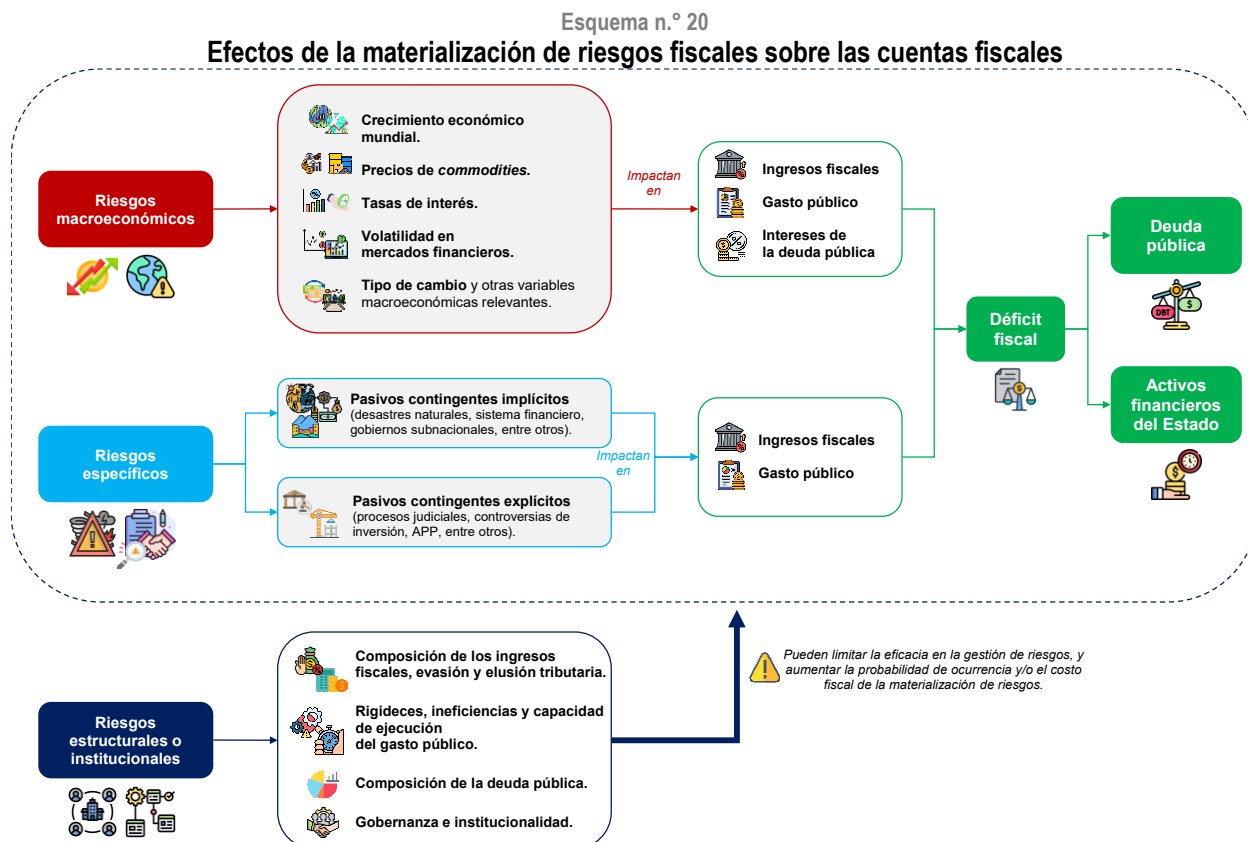 Esquema n.° 20
Efectos de la materialización de riesgos fiscales sobre las cuentas fiscales
Riesgos
macroeconómicos
Crecimiento económico
mundial.
Precios de commodities.
Tasas de interés.
Volatilidad en
mercados financieros.
Tipo de cambio y otras variables
macroeconómicas relevantes.
Impactan
en
Ingresos fiscales
Gasto público
Intereses de
la deuda pública
Riesgos
específicos
Pasivos contingentes implícitos
(desastres naturales, sistema financiero,
gobiernos subnacionales, entre otros).
Pasivos contingentes explícitos
(procesos judiciales, controversias de
inversión, APP, entre otros).
Impactan
en
Ingresos fiscales
Gasto público
Déficit
fiscal
Deuda
pública
DBT
$
Activos
financieros
del Estado
Riesgos
estructurales o
institucionales
Composición de los ingresos
fiscales, evasión y elusión tributaria.
Rigideces, ineficiencias y capacidad
de ejecución
del gasto público.
Composición de la deuda pública.
Gobernanza e institucionalidad.
Pueden limitar la eficacia en la gestión de riesgos, y
aumentar la probabilidad de ocurrencia y/o el costo
fiscal de la materialización de riesgos.